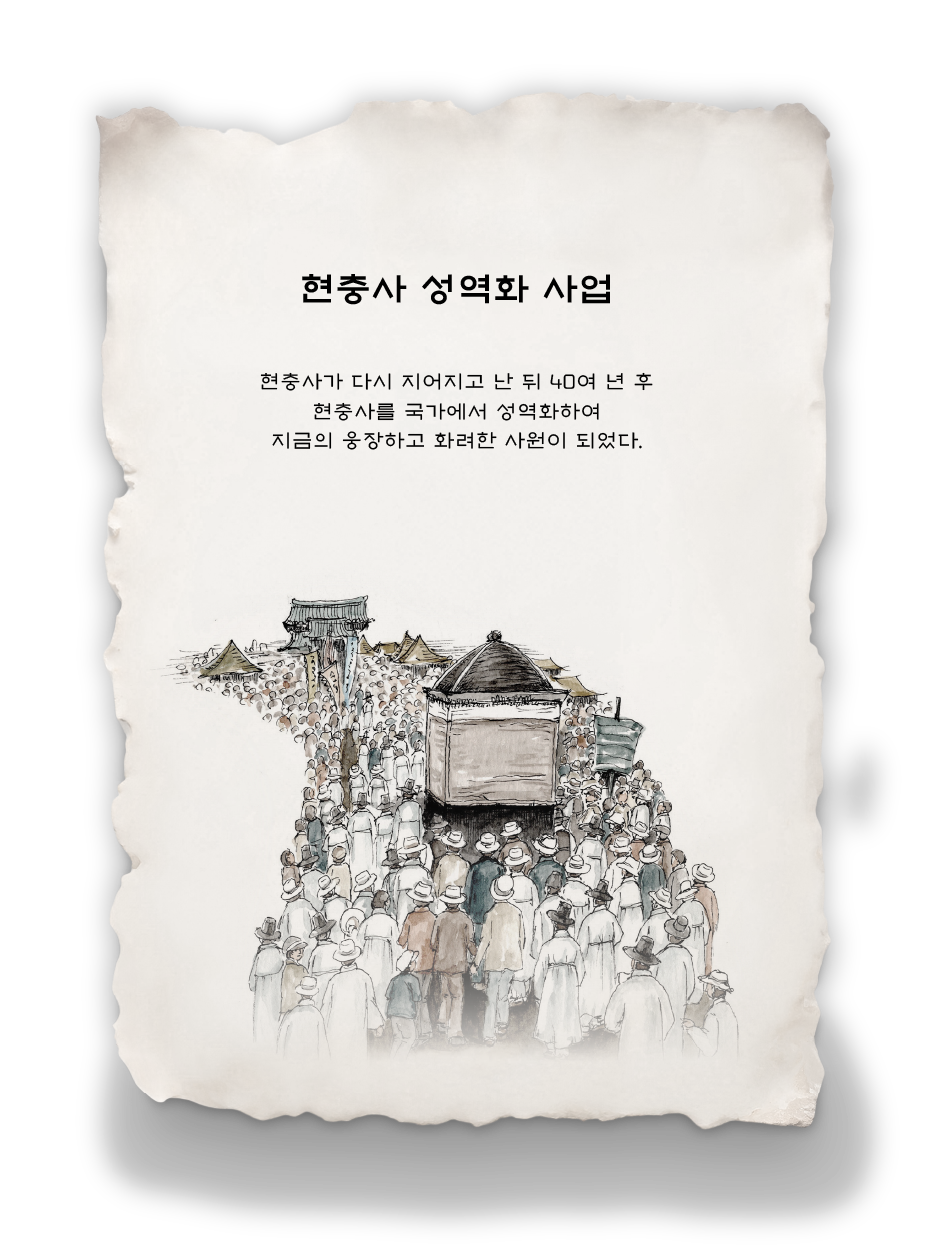 현충사 성역화 사업
현충사가 다시 지어지고 난 뒤 40여 년 후
현충사를 국가에서 성역화하여
지금의 웅장하고 화려한 사원이 되었다.